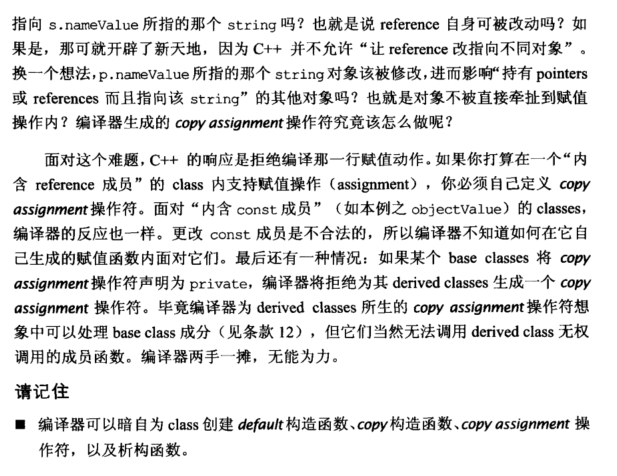 指向 s.nameValue 所指的那个 string 吗？也就是说 reference 自身可被改动吗？如
果是，那可就开辟了新天地，因为 C++ 并不允许“让 reference 改指向不同对象”。
换一个想法，p.nameValue 所指的那个 string 对象该被修改，进而影响“持有 pointers
或 references 而且指向该 string”的其他对象吗？也就是对象不被直接牵扯到赋值
操作内？编译器生成的 copy assignment 操作符究竟该怎么做呢？
面对这个难题，C++ 的响应是拒绝编译那一行赋值动作。如果你打算在一个“内
含 reference 成员”的 class 内支持赋值操作（assignment），你必须自己定义 copy
assignment 操作符。面对“内含 const 成员”（如本例之 objectValue）的 classes，
编译器的反应也一样。更改 const 成员是不合法的，所以编译器不知道如何在它自
己生成的赋值函数内面对它们。最后还有一种情况：如果某个 base classes 将 copy
assignment 操作符声明为 private，编译器将拒绝为其 derived classes 生成一个 copy
assignment 操作符。毕竟编译器为 derived classes 所生的 copy assignment 操作符想
象中可以处理 base class 成分（见条款 12），但它们当然无法调用 derived class 无权
调用的成员函数。编译器两手一摊，无能为力。
请记住
■ 编译器可以暗自为 class 创建 default 构造函数、copy 构造函数、copy assignment 操
作符，以及析构函数。